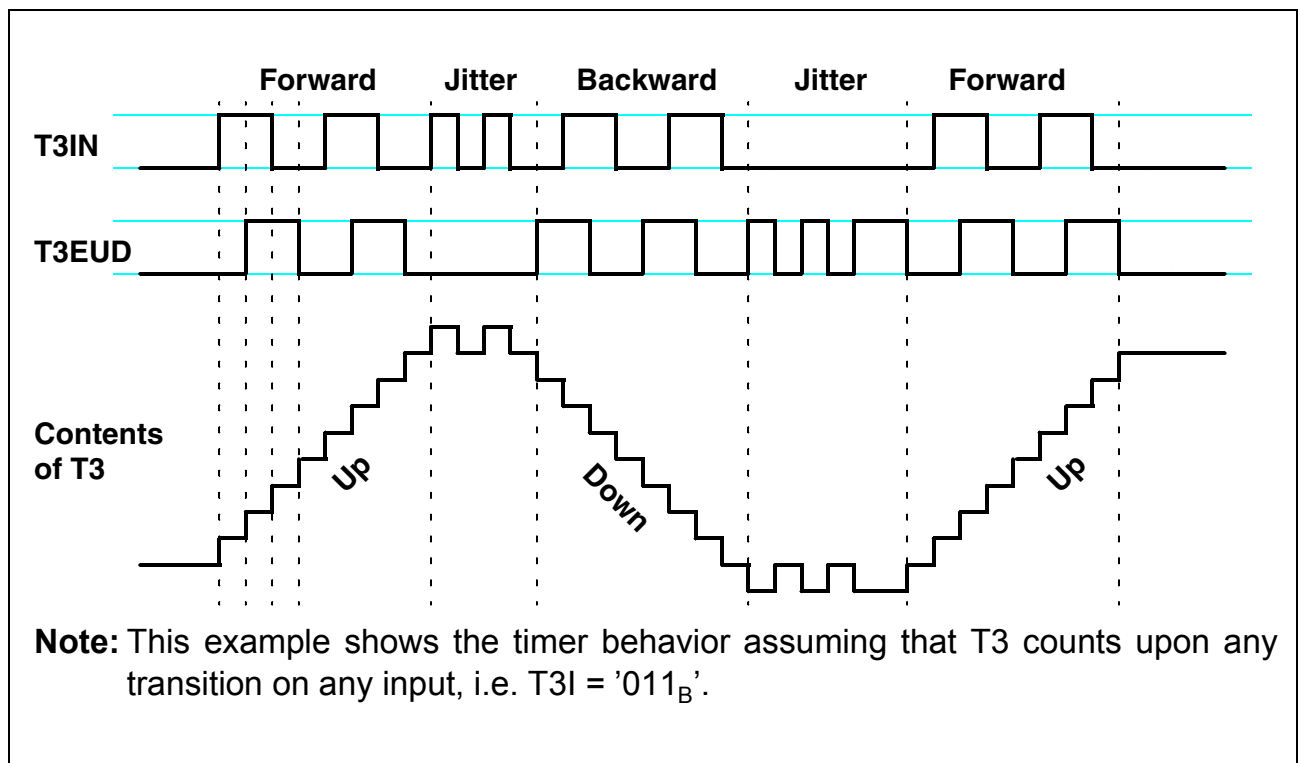 Forward Jitter Backward Jitter Forward
T3IN
T3EUD
Contents
of T3
Up
Down
Up
Note: This example shows the timer behavior assuming that T3 counts upon any
transition on any input, i.e. T3I = ’011B’.